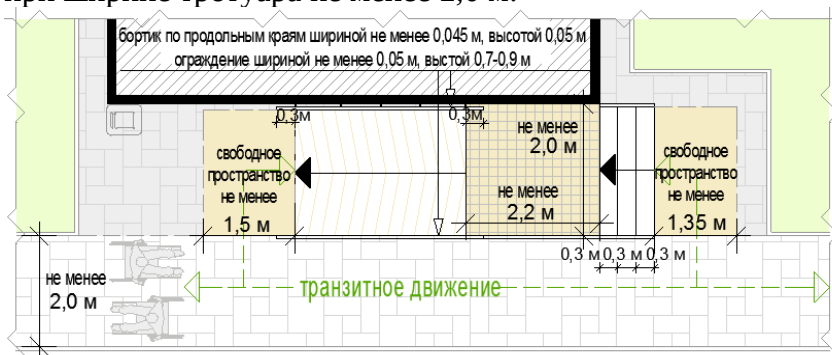 при ширине тротуара не менее 2,0 м.
бортик по продольным краям шириной не менее 0,045 м, высотой 0,05 м
ограждение шириной не менее 0,05 м, выстой 0,7-0,9 м
0,3м
0,3м
не менее
2,0 м
свободное
пространство
не менее
1,5 м
не менее
2,2 м
свободное
пространство
не менее
1,35 м
0,3 м 0,3 м 0,3 м
не менее
2,0 м
транзитное движение